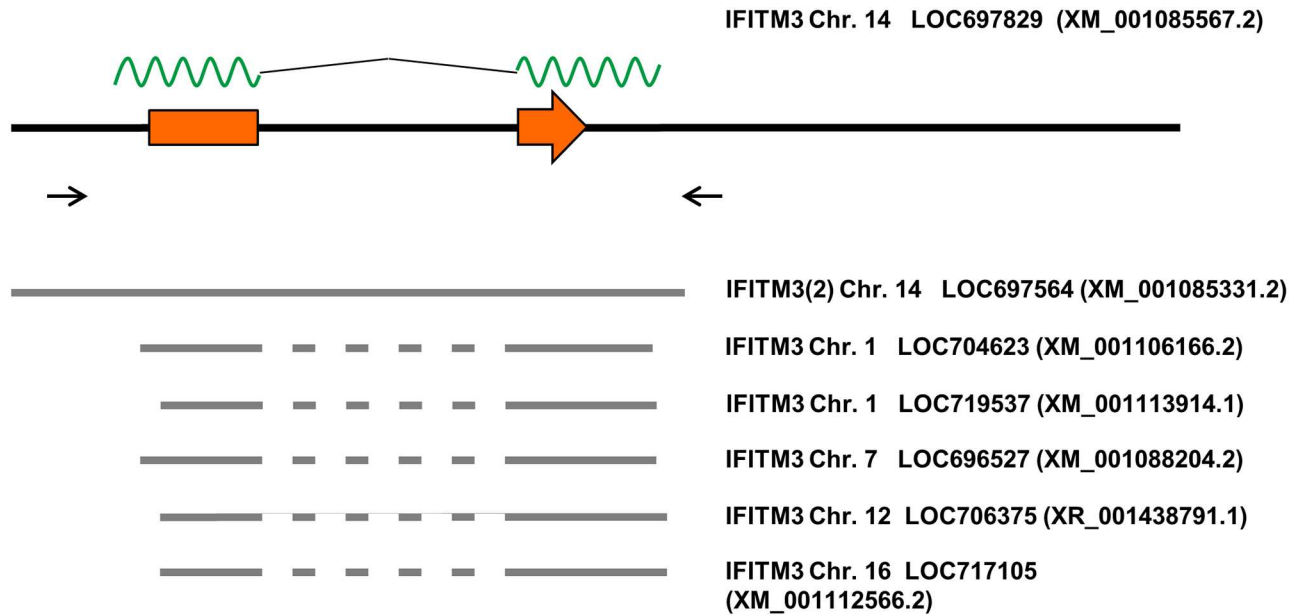 IFITM3 Chr. 14 LOC697829 (XM_001085567.2)
IFITM3(2) Chr. 14 LOC697564 (XM_001085331.2)
IFITM3 Chr. 1 LOC704623 (XM_001106166.2)
IFITM3 Chr. 1 LOC719537 (XM_001113914.1)
IFITM3 Chr. 7 LOC696527 (XM_001088204.2)
IFITM3 Chr. 12 LOC706375 (XR_001438791.1)
IFITM3 Chr. 16 LOC717105
(XM_001112566.2)